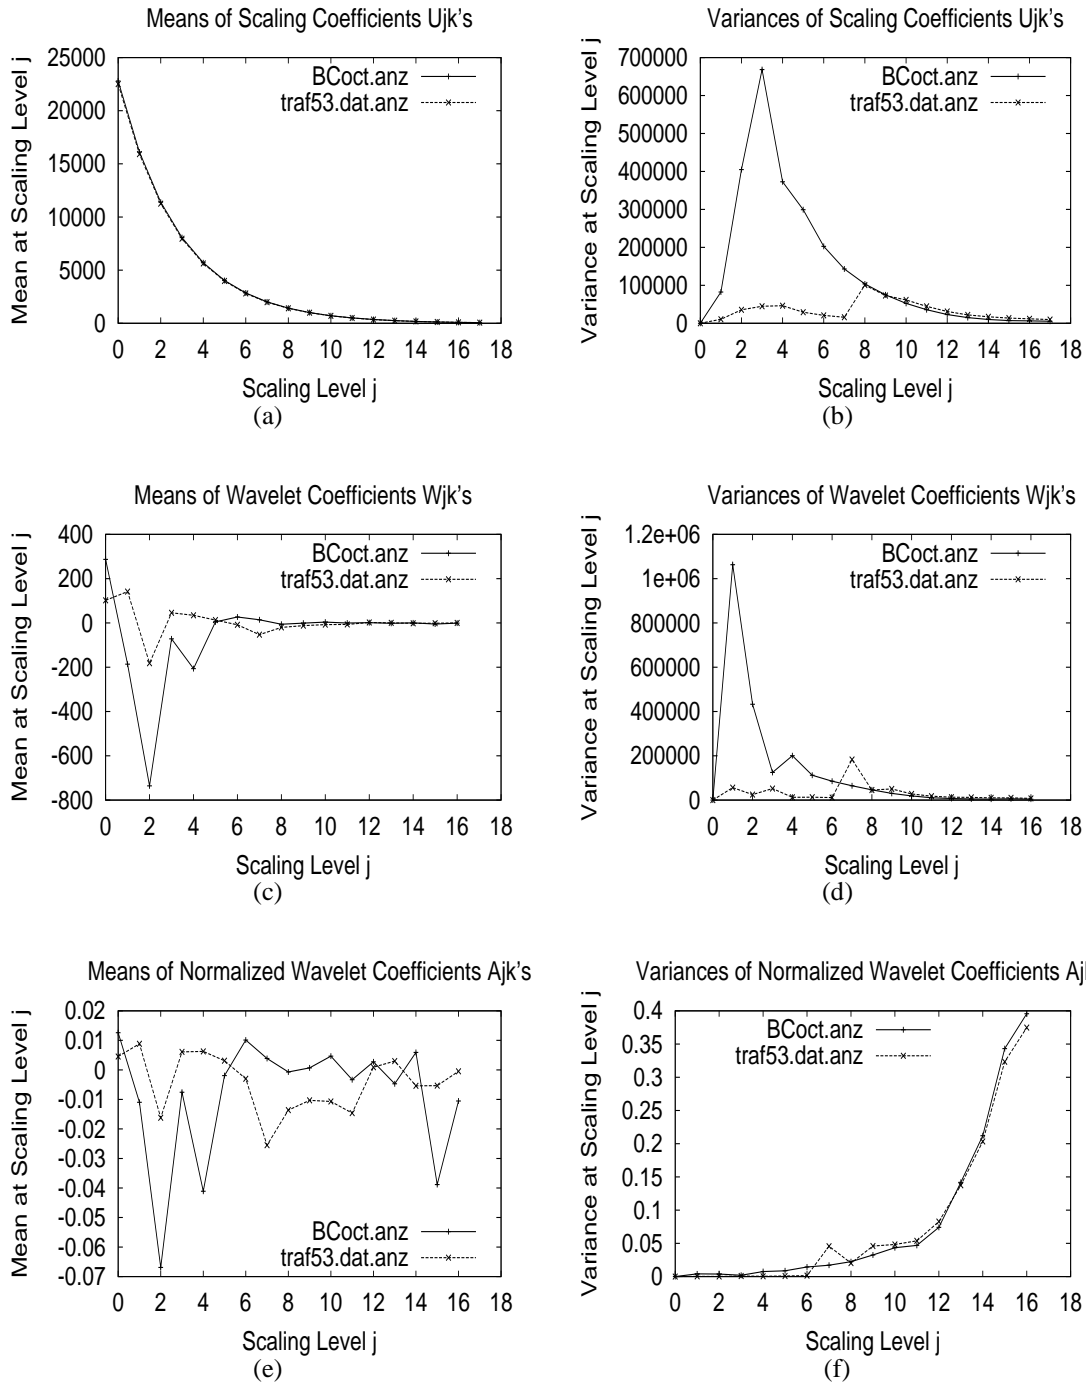 Means of Scaling Coefficients Ujk's
Mean at Scaling Level j
25000
20000
15000
10000
5000
0
BCoct.anz
traf53.dat.anz
0 2 4 6 8 10 12 14 16 18
Scaling Level j
(a)
Variances of Scaling Coefficients Ujk's
Variance at Scaling Level j
700000
600000
500000
400000
300000
200000
100000
0
BCoct.anz
traf53.dat.anz
0 2 4 6 8 10 12 14 16 18
Scaling Level j
(b)
Means of Wavelet Coefficients Wjk's
Mean at Scaling Level j
400
200
0
-200
-400
-600
-800
BCoct.anz
traf53.dat.anz
0 2 4 6 8 10 12 14 16 18
Scaling Level j
(c)
Variances of Wavelet Coefficients Wjk's
Variance at Scaling Level j
1.2e+06
1e+06
800000
600000
400000
200000
0
BCoct.anz
traf53.dat.anz
0 2 4 6 8 10 12 14 16 18
Scaling Level j
(d)
Means of Normalized Wavelet Coefficients Ajk's
Mean at Scaling Level j
0.02
0.01
0
-0.01
-0.02
-0.03
-0.04
-0.05
-0.06
-0.07
BCoct.anz
traf53.dat.anz
0 2 4 6 8 10 12 14 16 18
Scaling Level j
(e)
Variances of Normalized Wavelet Coefficients Aj
Variance at Scaling Level j
0.4
0.35
0.3
0.25
0.2
0.15
0.1
0.05
0
BCoct.anz
traf53.dat.anz
0 2 4 6 8 10 12 14 16 18
Scaling Level j
(f)